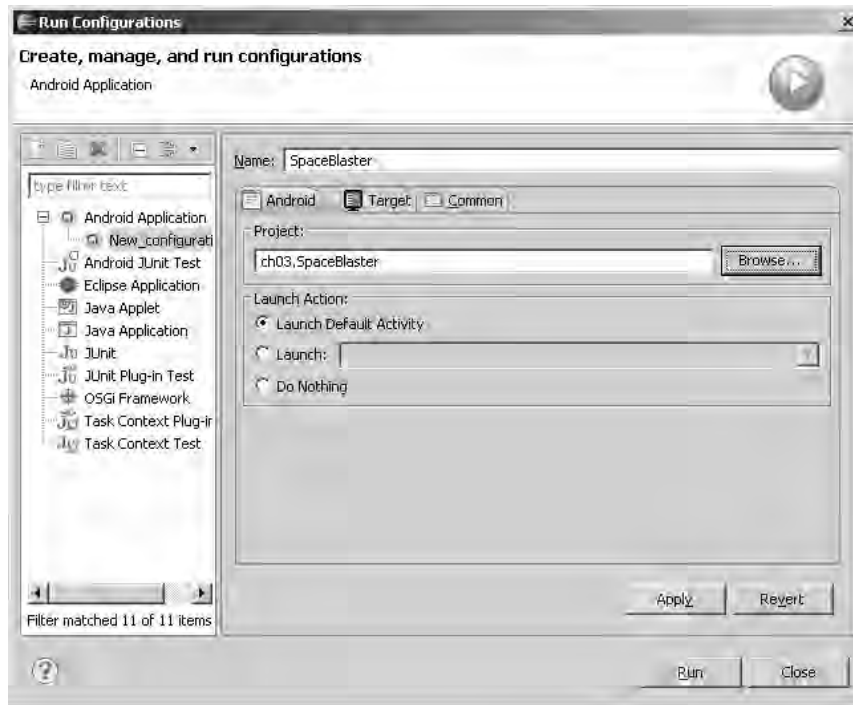 Run Configurations
Create, manage, and run configurations
Android Application
type filter text
Android Application
New_configurati
Android JUnit Test
Eclipse Application
Java Applet
Java Application
JUnit
JUnit Plug-in Test
OSGi Framework
Task Context Plug-ir
Task Context Test
Filter matched 11 of 11 items
Name: SpaceBlaster
Android Target Common
Project:
ch03.SpaceBlaster Browse...
Launch Action:
Launch Default Activity
Launch:
Do Nothing
Apply Revert
Run Close